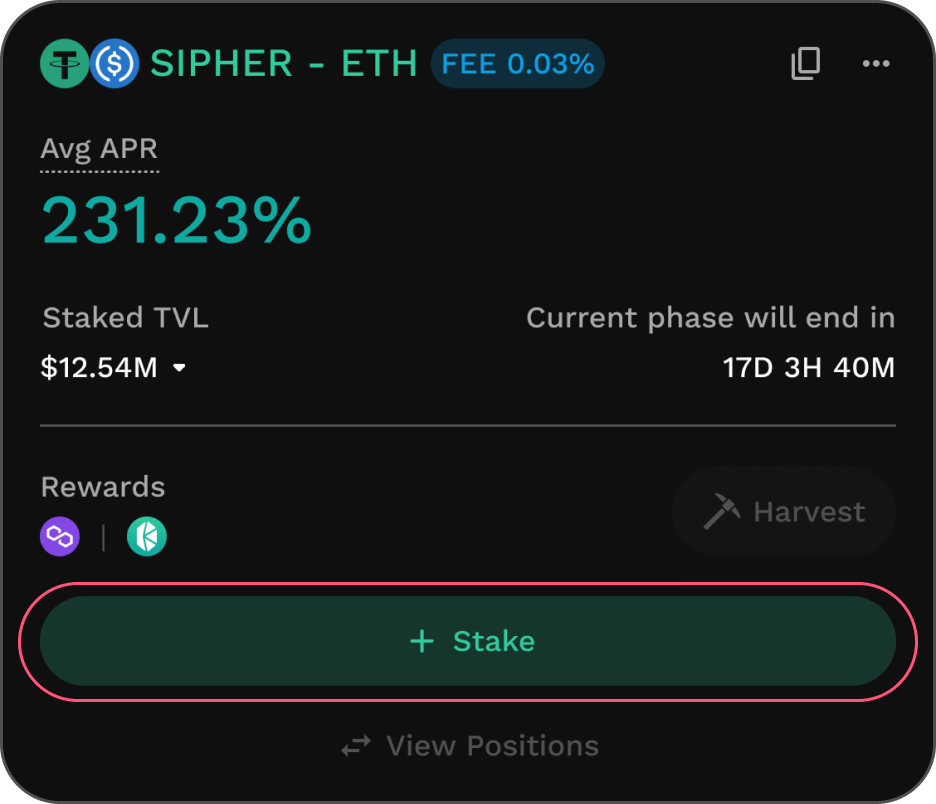 SIPHER - ETH FEE 0.03%
Avg APR
231.23%
Staked TVL Current phase will end in
$12.54M 17D 3H 40M
Rewards
Harvest
+ Stake
View Positions